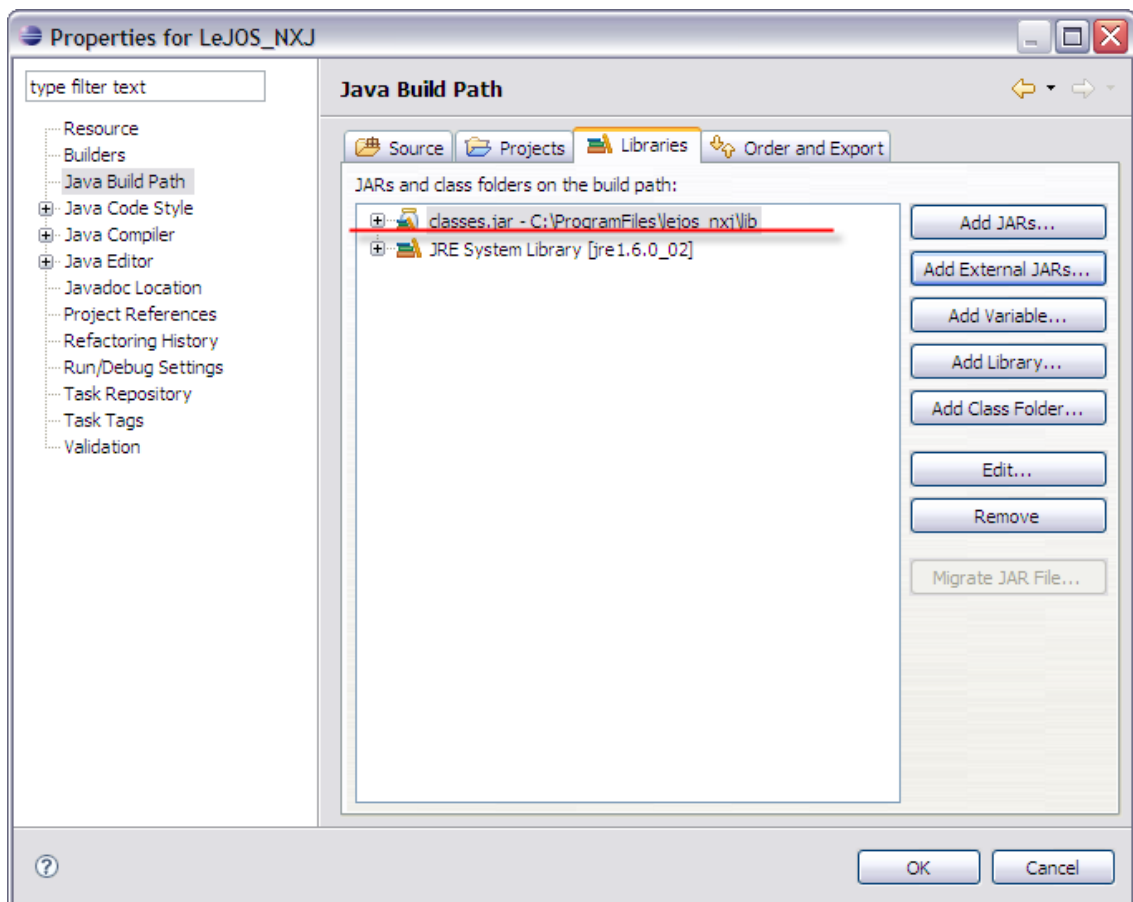 Properties for LeJOS_NXJ
type filter text
Resource
Builders
Java Build Path
Java Code Style
Java Compiler
Java Editor
Javadoc Location
Project References
Refactoring History
Run/Debug Settings
Task Repository
Task Tags
Validation
Java Build Path
Source Projects Libraries Order and Export
JARs and class folders on the build path:
classes.jar - C:\ProgramFiles\lejos_nxj\lib
JRE System Library [jre1.6.0_02]
Add JARs...
Add External JARs...
Add Variable...
Add Library...
Add Class Folder...
Edit...
Remove
Migrate JAR File...
?
OK Cancel